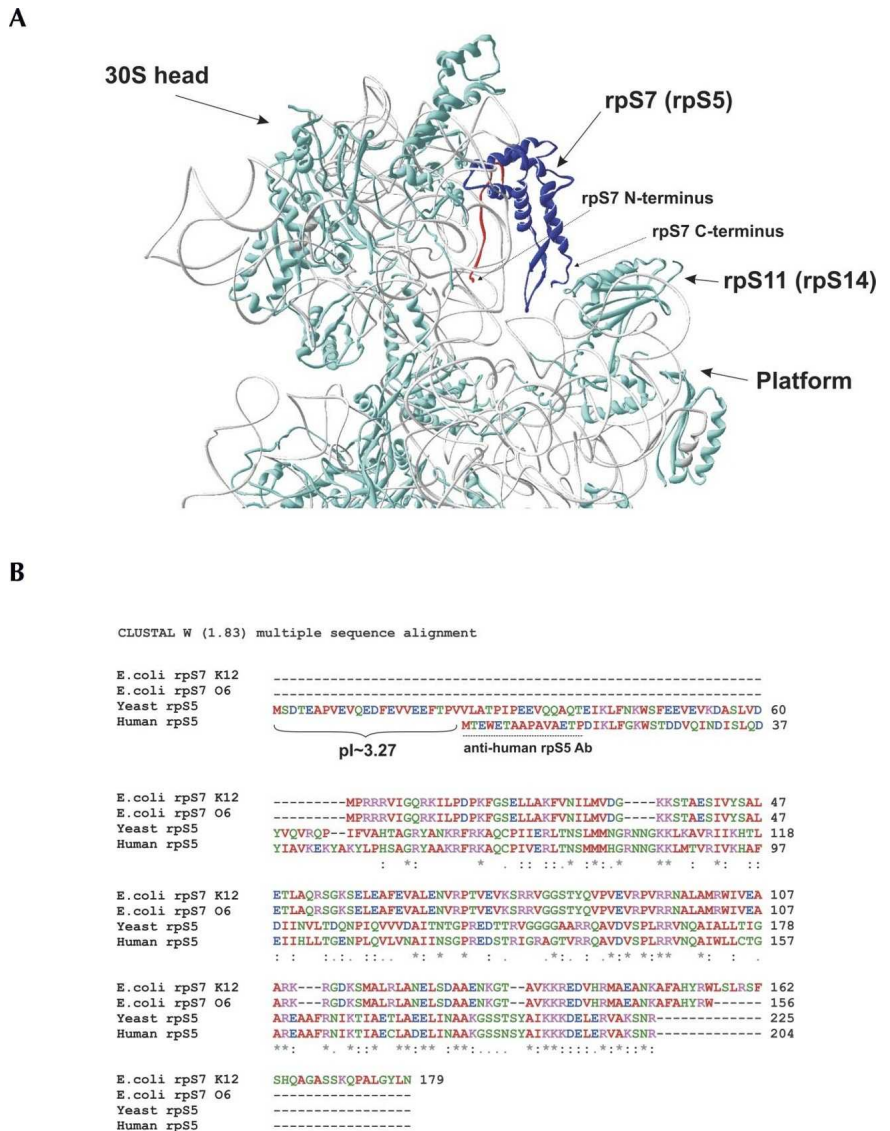 A
30S head
rpS7 (rpS5)
rpS7 N-terminus
rpS7 C-terminus
rpS11 (rpS14)
Platform
B
CLUSTAL W (1.83) multiple sequence alignment
E.coli rpS7 K12 ------------------------------------------------------------
E.coli rpS7 O6 ------------------------------------------------------------
Yeast rpS5 MSDTEAPVEVQEDFEVVEEFTPVVLATPIPEEVQQAQTEIKLFNKWSFEEVEVKDASLVD 60
Human rpS5 -----------------------MTEWETAAPAVAETPDIKLFGKWSTDDVQINDISLQD 37
pI~3.27
anti-human rpS5 Ab
E.coli rpS7 K12 ---------MPRRRVIGQRKILPDPKFGSELLAKFVNILMVDG----KKSTAESIVYSAL 47
E.coli rpS7 O6 ---------MPRRRVIGQRKILPDPKFGSELLAKFVNILMVDG----KKSTAESIVYSAL 47
Yeast rpS5 YVQVRQP--IFVAHTAGRYANKRFRKAQCPIIERLTNSLMMNGRNNGKKLKAVRIIKHTL 118
Human rpS5 YIAVKEKYAKYLPHSAGRYAAKRFRKAQCPIVERLTNSMMMHGRNNGKKLMTVRIVKHAF 97
E.coli rpS7 K12 ETLAQRSGKSELEAFEVALENVRPTVEVKSRRVGGSTYQVPVEVRPVRRNALAMRWIVEA 107
E.coli rpS7 O6 ETLAQRSGKSELEAFEVALENVRPTVEVKSRRVGGSTYQVPVEVRPVRRNALAMRWIVEA 107
Yeast rpS5 DIINVLTDQNPIQVVVDAITNTGPREDTTRVGGGGAARRQAVDVSPLRRVNQAIALLTIG 178
Human rpS5 EIIHLLTGENPLQVLVNAIINSGPREDSTRIGRAGTVRRQAVDVSPLRRVNQAIWLLCTG 157
E.coli rpS7 K12 ARK---RGDKSMALRLANELSDAAENKGT--AVKKREDVHRMAEANKAFAHYRWLSLRSF 162
E.coli rpS7 O6 ARK---RGDKSMALRLANELSDAAENKGT--AVKKREDVHRMAEANKAFAHYRW------ 156
Yeast rpS5 AREAAFRNIKTIAETLAEELINAAKGSSTSYAIKKKDELERVAKSNR------------- 225
Human rpS5 AREAAFRNIKTIAECLADELINAAKGSSNSYAIKKKDELERVAKSNR------------- 204
E.coli rpS7 K12 SHQAGASSKQPALGYLN 179
E.coli rpS7 O6 -----------------
Yeast rpS5 -----------------
Human rpS5 -----------------